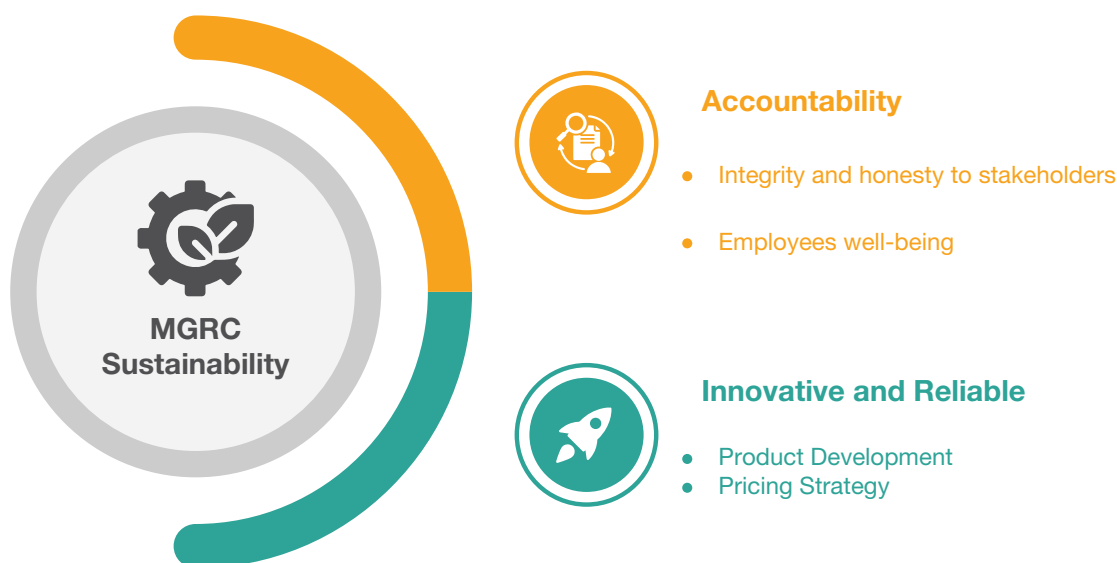 MGRC
Sustainability
Accountability
● Integrity and honesty to stakeholders
● Employees well-being
Innovative and Reliable
● Product Development
● Pricing Strategy